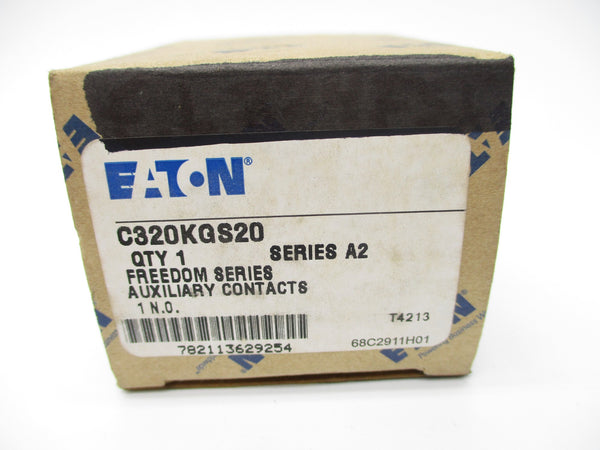 EATON®
C320KGS20
QTY 1 SERIES A2
FREEDOM SERIES
AUXILIARY CONTACTS
1 N.O.
T4213
782113629254
68C2911H01